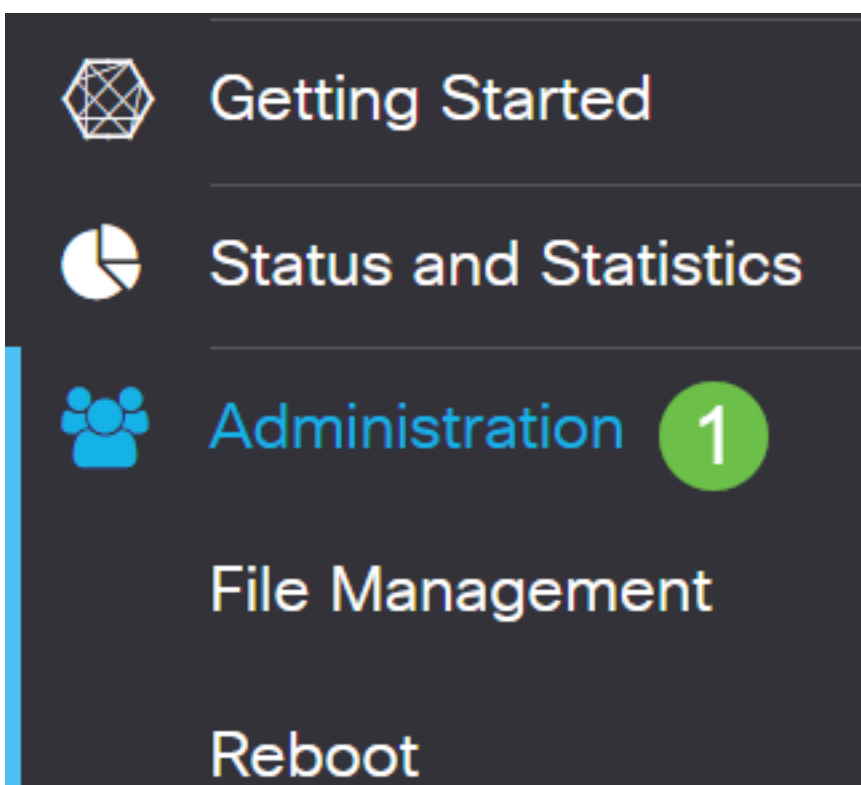 Getting Started
Status and Statistics
Administration 1
File Management
Reboot